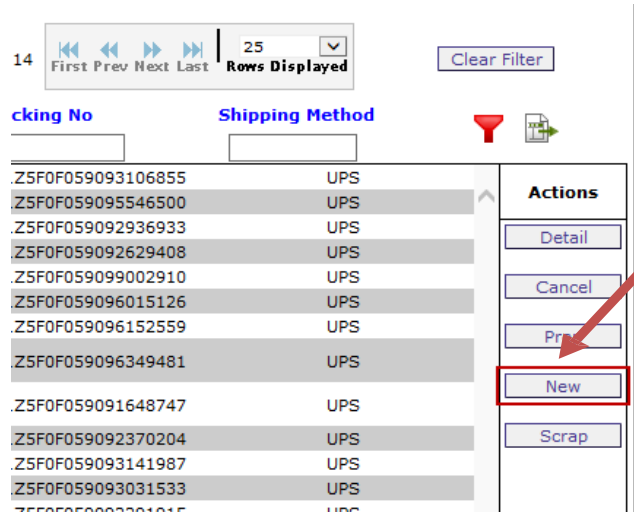 14 First Prev Next Last 25 Rows Displayed Clear Filter
cking No Shipping Method
Z5F0F059093106855 UPS
Z5F0F059095546500 UPS
Z5F0F059092936933 UPS
Z5F0F059092629408 UPS
Z5F0F059099002910 UPS
Z5F0F059096015126 UPS
Z5F0F059096152559 UPS
Z5F0F059096349481 UPS
Z5F0F059091648747 UPS
Z5F0F059092370204 UPS
Z5F0F059093141987 UPS
Z5F0F059093031533 UPS
Actions
Detail
Cancel
New
Scrap